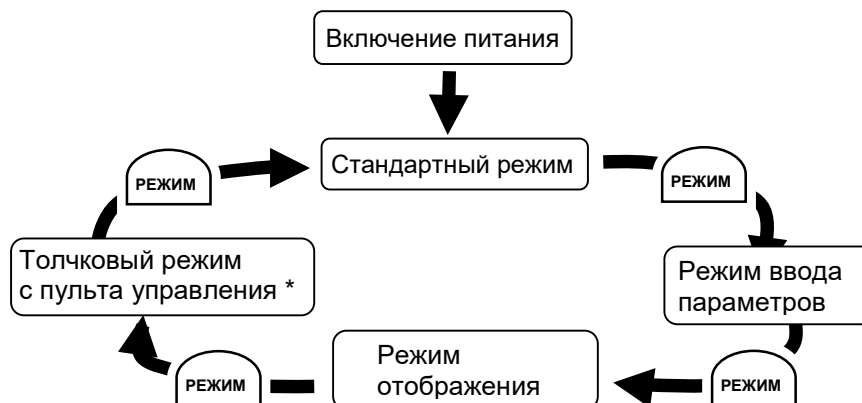 Включение питания
Стандартный режим
РЕЖИМ
РЕЖИМ
Толчковый режим
с пульта управления *
Режим ввода
параметров
Режим
отображения
РЕЖИМ
РЕЖИМ